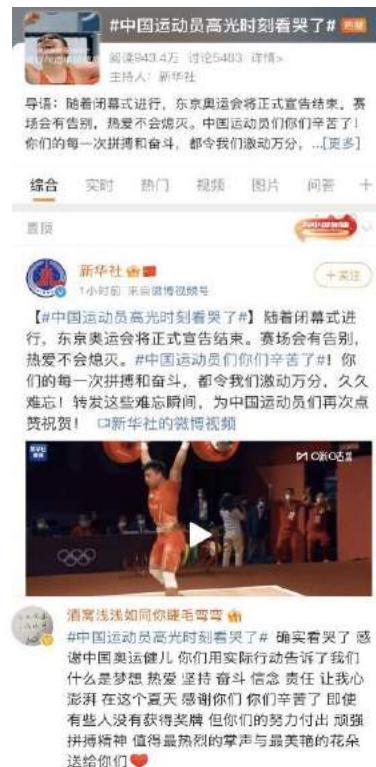 #中国运动员高光时刻看哭了# 热
阅读943.4万 讨论5483 详情>
主持人：新华社
导语：随着闭幕式进行，东京奥运会将正式宣告结束。赛
场会有告别，热爱不会熄灭。中国运动员们你们辛苦了！
你们的每一次拼搏和奋斗，都令我们激动万分，...[更多]
综合 实时 热门 视频 图片 问答 +
置顶
新华社
1小时前 来自微博视频号
+关注
【#中国运动员高光时刻看哭了#】随着闭幕式进
行，东京奥运会将正式宣告结束。赛场会有告别，
热爱不会熄灭。#中国运动员们你们辛苦了#！你
们的每一次拼搏和奋斗，都令我们激动万分，久久
难忘！转发这些难忘瞬间，为中国运动员们再次点
赞祝贺！ 新华社的微博视频
酒窝浅浅如同你睫毛弯弯
#中国运动员高光时刻看哭了# 确实看哭了 感
谢中国奥运健儿 你们用实际行动告诉了我们
什么是梦想 热爱 坚持 奋斗 信念 责任 让我心
澎湃 在这个夏天 感谢你们 你们辛苦了 即使
有些人没有获得奖牌 但你们的努力付出 顽强
拼搏精神 值得最热烈的掌声与最美艳的花朵
送给你们